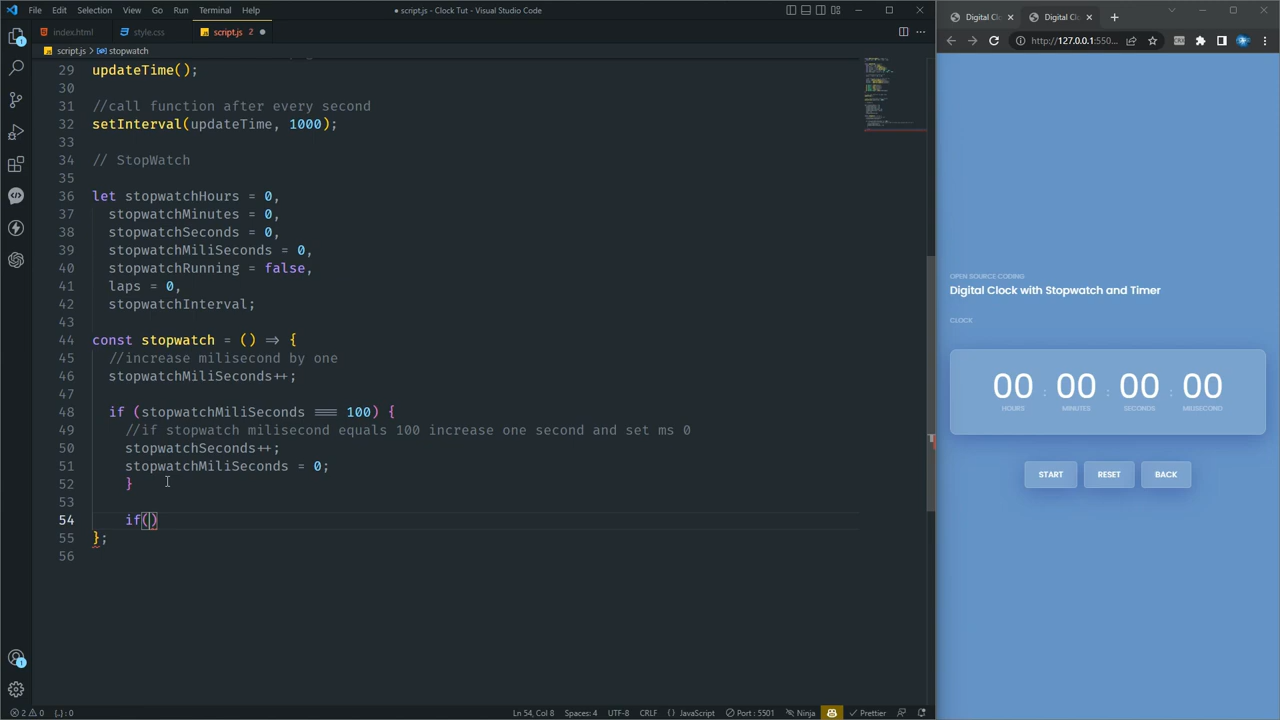 File Edit Selection View Go Run Terminal Help
● script.js - Clock Tut - Visual Studio Code
index.html
style.css
script.js 2 ●
script.js > stopwatch
29 updateTime();
30
31 //call function after every second
32 setInterval(updateTime, 1000);
33
34 // StopWatch
35
36 let stopwatchHours = 0,
37 stopwatchMinutes = 0,
38 stopwatchSeconds = 0,
39 stopwatchMiliSeconds = 0,
40 stopwatchRunning = false,
41 laps = 0,
42 stopwatchInterval;
43
44 const stopwatch = () => {
45 //increase milisecond by one
46 stopwatchMiliSeconds++;
47
48 if (stopwatchMiliSeconds === 100) {
49 //if stopwatch milisecond equals 100 increase one second and set ms 0
50 stopwatchSeconds++;
51 stopwatchMiliSeconds = 0;
52 }
53
54 if()
55 };
56
2 0 {..} : 0
Ln 54, Col 8 Spaces: 4 UTF-8 CRLF {} JavaScript Port : 5501 Ninja Prettier
Digital Clo
Digital Clo
http://127.0.0.1:550...
OPEN SOURCE CODING
Digital Clock with Stopwatch and Timer
CLOCK
00 : 00 : 00 : 00
HOURS MINUTES SECONDS MILISECOND
START RESET BACK